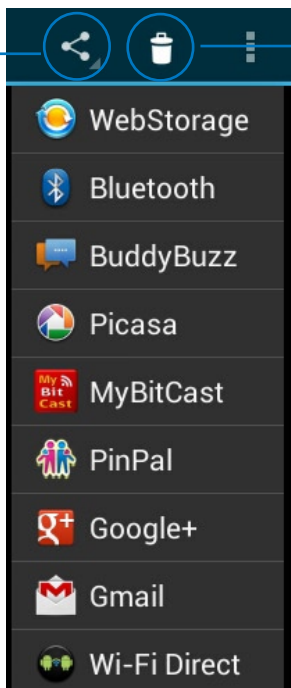 WebStorage
Bluetooth
BuddyBuzz
Picasa
My
Bit
Cast
MyBitCast
PinPal
g+
Google+
Gmail
Wi-Fi Direct